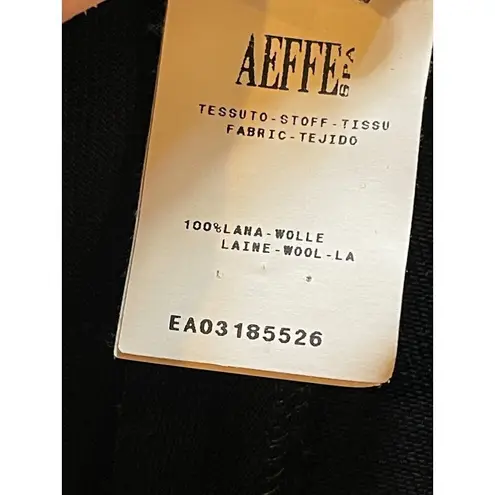 AEFFE SPA
TESSUTO-STOFF-TISSU
FABRIC-TEJIDO
100%LANA-WOLLE
LAINE-WOOL-LA
EA03185526